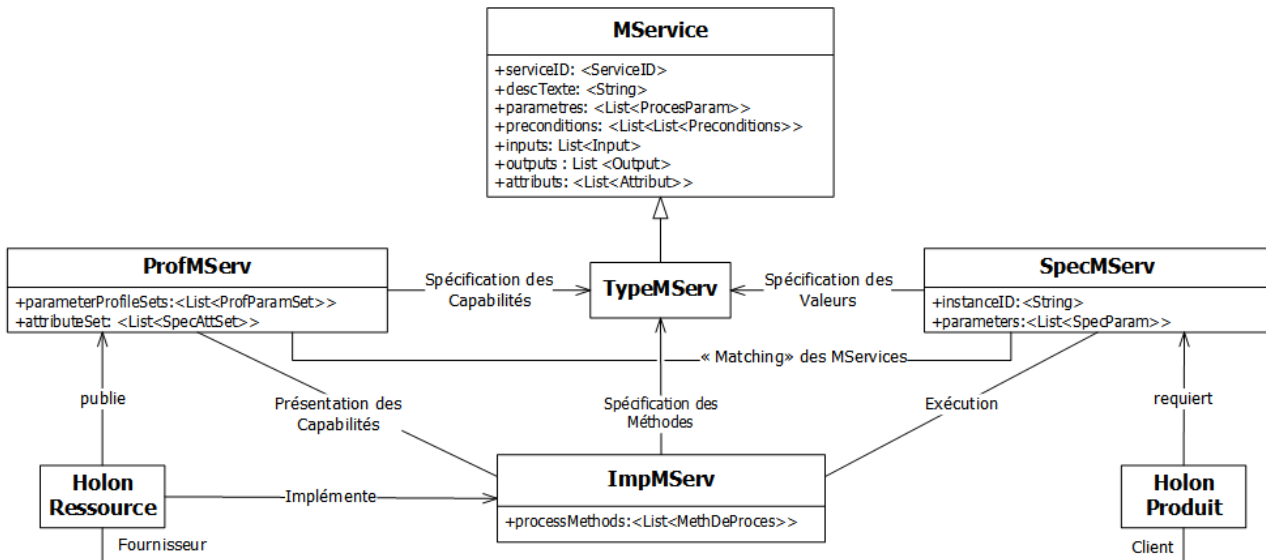 MService
+serviceID: <ServiceID>
+descTexte: <String>
+parametres: <List<ProcesParam>>
+preconditions: <List<List<Preconditions>>
+inputs: List<Input>
+outputs : List <Output>
+attributs: <List<Attribut>>
ProfMServ
+parameterProfileSets:<List<ProfParamSet>>
+attributeSet: <List<SpecAttSet>>
Spécification des
Capabilités
TypeMServ
Spécification des
Valeurs
SpecMServ
+instanceID:<String>
+parameters:<List<SpecParam>>
« Matching» des MServices
publie
Présentation des
Capabilités
Spécification des
Méthodes
Exécution
requiert
Holon
Ressource
Implémente
ImpMServ
+processMethods:<List<MethDeProces>>
Holon
Produit
Fournisseur
Client